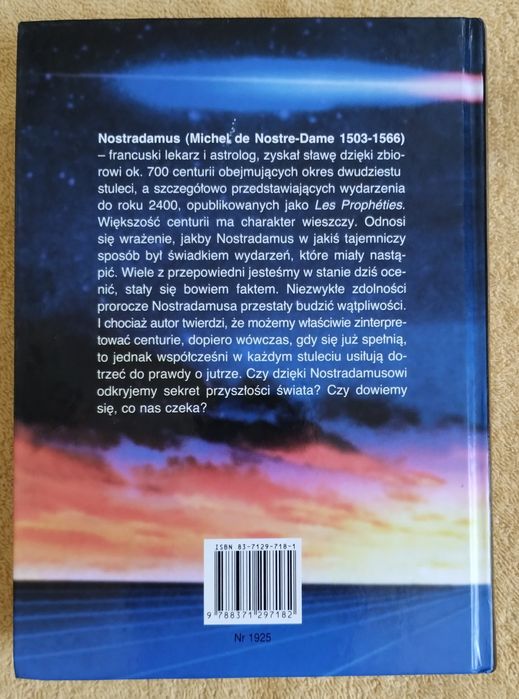 Nostradamus (Michel de Nostre-Dame 1503-1566)
– francuski lekarz i astrolog, zyskał sławę dzięki zbio-
rowi ok. 700 centurii obejmujących okres dwudziestu
stuleci, a szczegółowo przedstawiających wydarzenia
do roku 2400, opublikowanych jako Les Prophéties.
Większość centurii ma charakter wieszczy. Odnosi
się wrażenie, jakby Nostradamus w jakiś tajemniczy
sposób był świadkiem wydarzeń, które miały nastą-
pić. Wiele z przepowiedni jesteśmy w stanie dziś oce-
nić, stały się bowiem faktem. Niezwykłe zdolności
prorocze Nostradamusa przestały budzić wątpliwości.
I chociaż autor twierdzi, że możemy właściwie zinterpre-
tować centurie, dopiero wówczas, gdy się już spełnią,
to jednak współcześni w każdym stuleciu usiłują do-
trzeć do prawdy o jutrze. Czy dzięki Nostradamusowi
odkryjemy sekret przyszłości świata? Czy dowiemy
się, co nas czeka?
ISBN 83-7129-718-1
9 788371 297182
Nr 1925